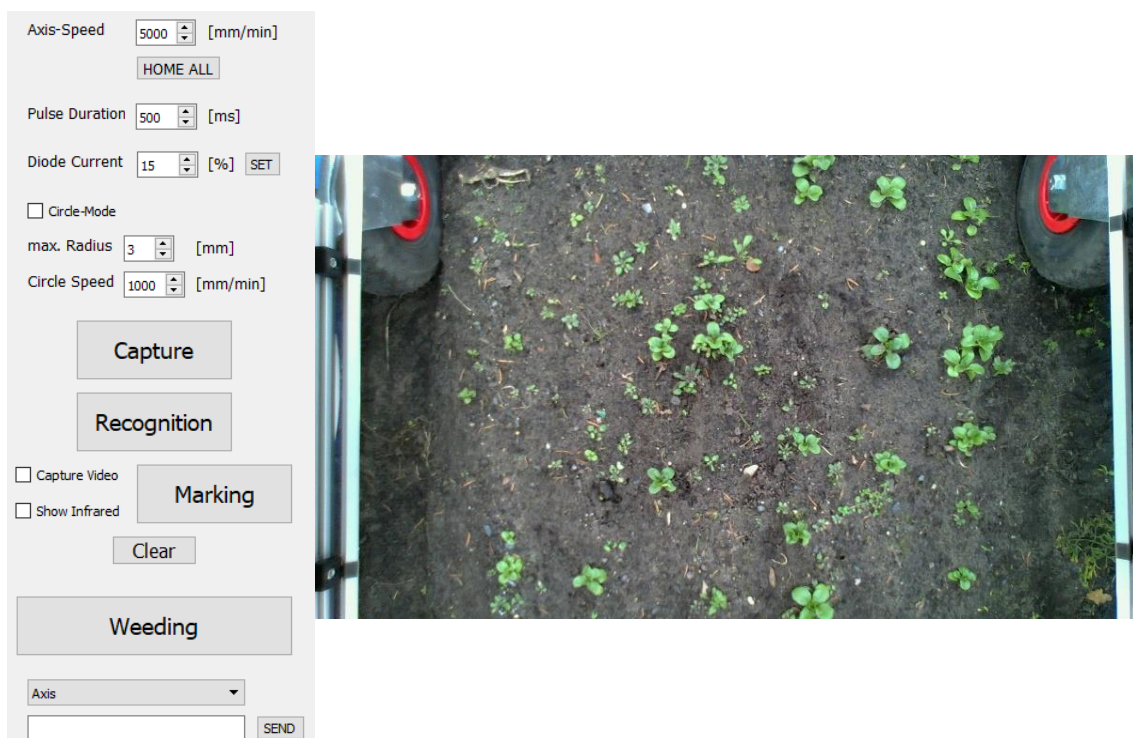 Axis-Speed 5000 [mm/min]
HOME ALL
Pulse Duration 500 [ms]
Diode Current 15 [%] SET
Circle-Mode
max. Radius 3 [mm]
Circle Speed 1000 [mm/min]
Capture
Recognition
Capture Video
Marking
Show Infrared
Clear
Weeding
Axis
SEND